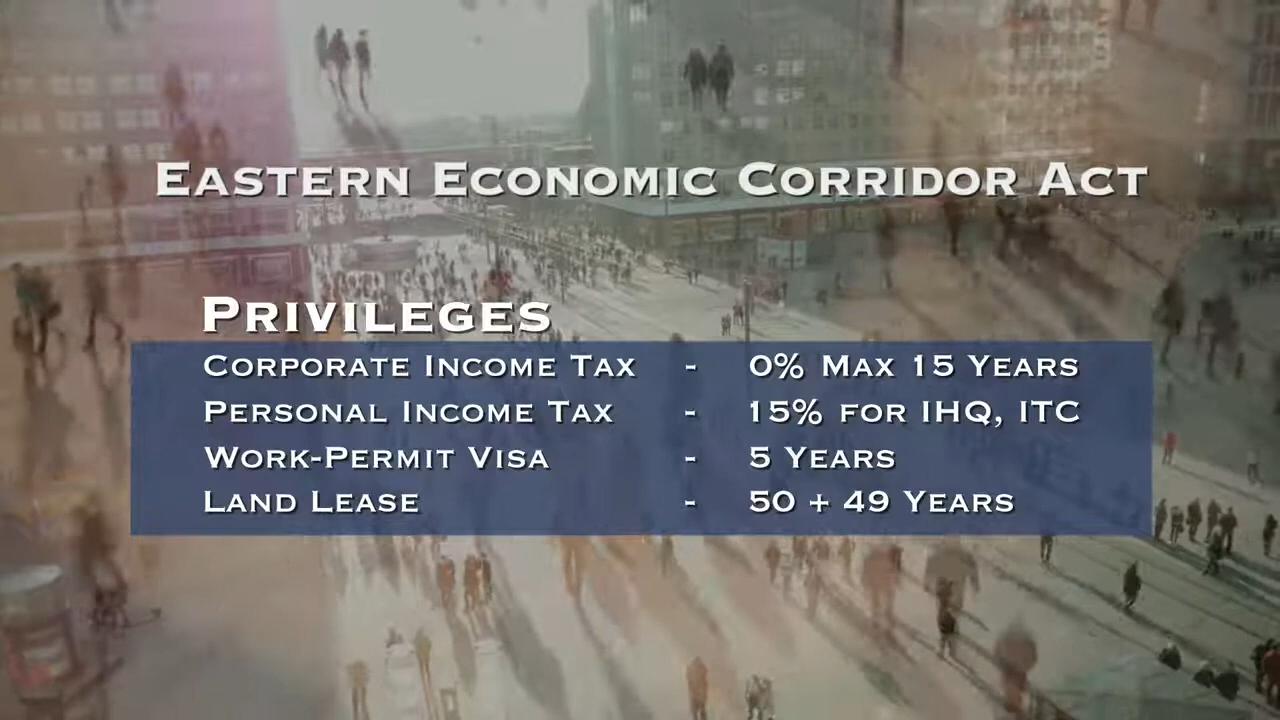 Eastern Economic Corridor Act
Privileges
Corporate Income Tax - 0% Max 15 Years
Personal Income Tax - 15% for IHQ, ITC
Work-Permit Visa - 5 Years
Land Lease - 50 + 49 Years